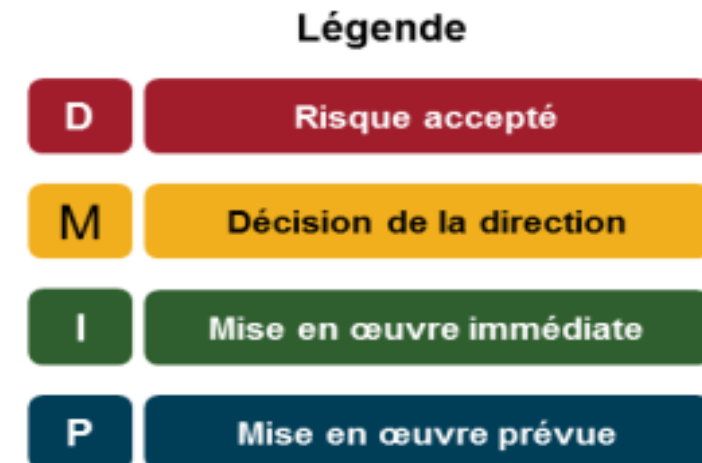 Légende
D Risque accepté
M Décision de la direction
I Mise en œuvre immédiate
P Mise en œuvre prévue